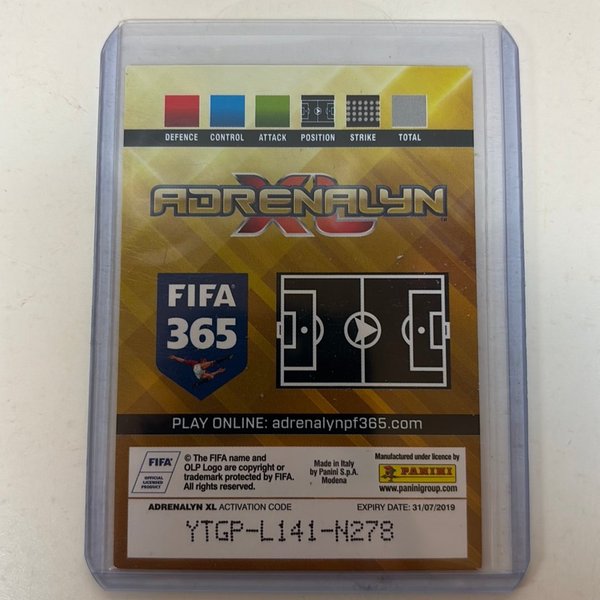 DEFENCE CONTROL ATTACK POSITION STRIKE TOTAL
ADRENALYN XL™
FIFA
365
PLAY ONLINE: adrenalynpf365.com
FIFA®
OFFICIAL LICENSED PRODUCT
© The FIFA name and
OLP Logo are copyright or
trademark protected by FIFA.
All rights reserved.
Made in Italy
by Panini S.p.A.
Modena
Manufactured under licence by
PANINI
www.paninigroup.com
ADRENALYN XL ACTIVATION CODE EXPIRY DATE: 31/07/2019
YTGP-L141-N278